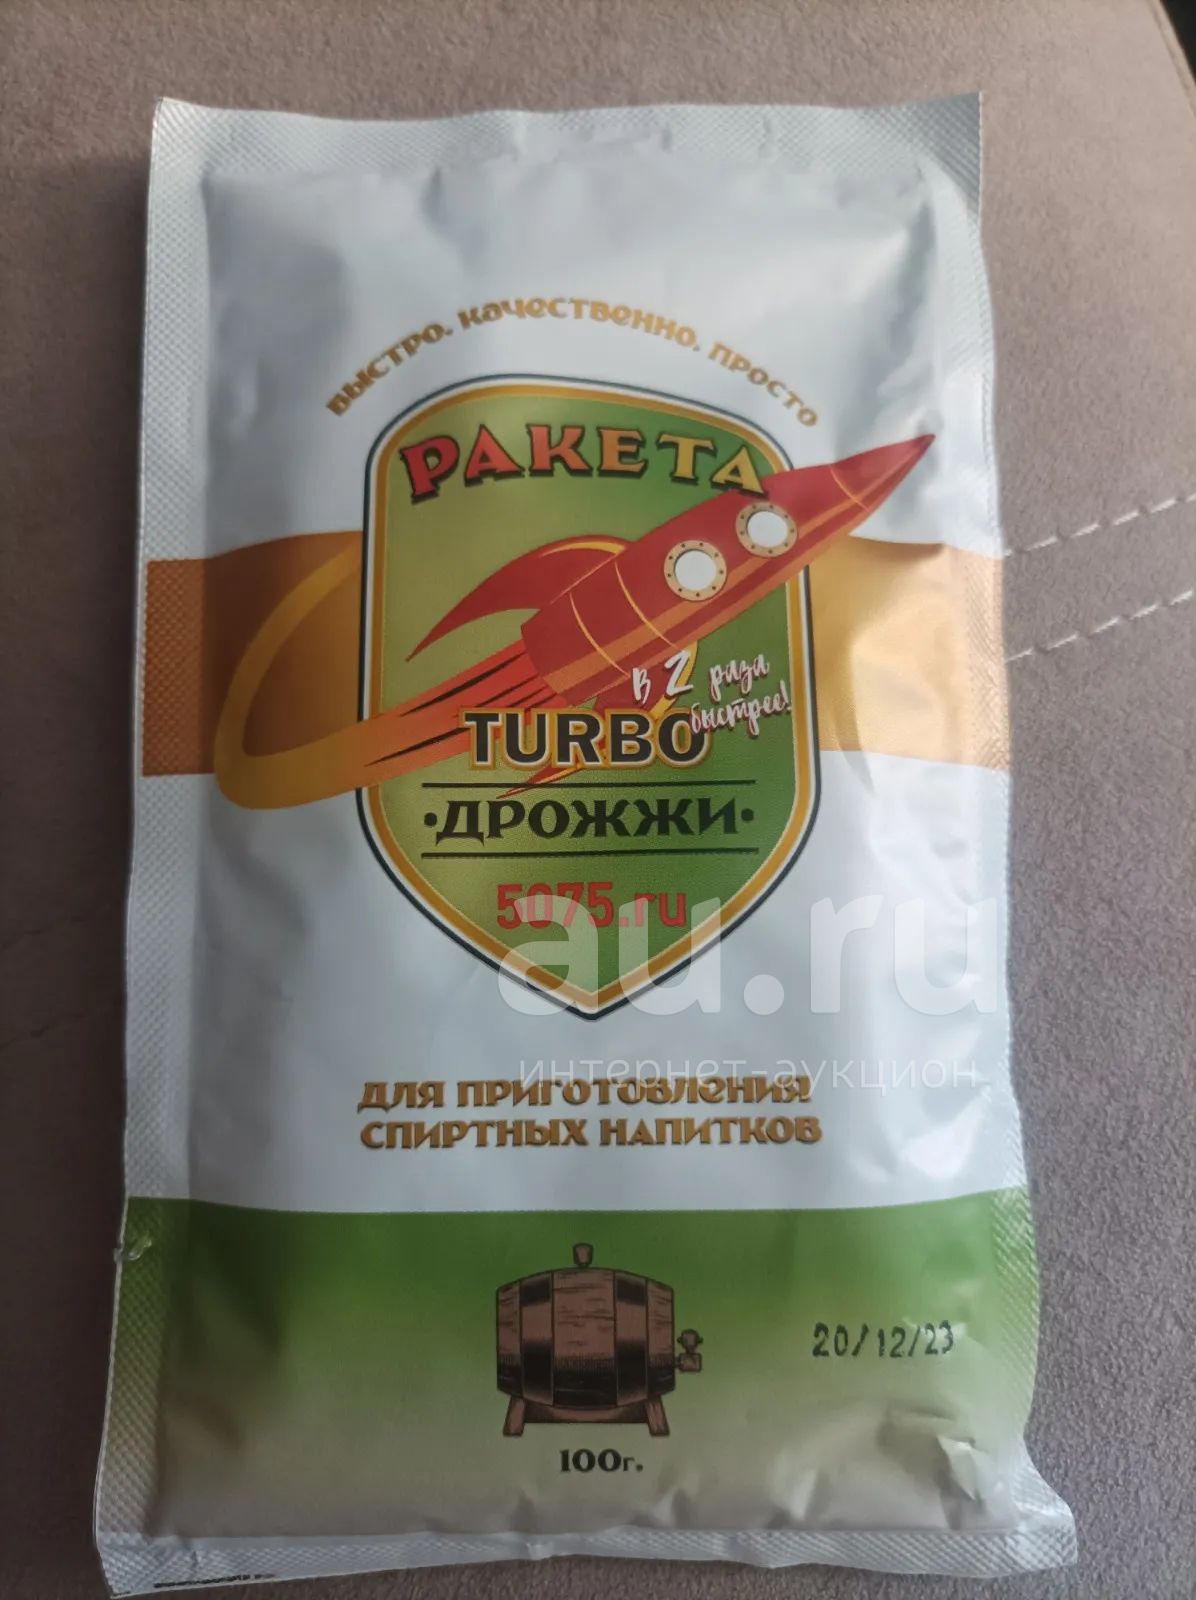 Быстро. качественно. просто
РАКЕТА
в 2 раза
быстрее!
TURBO
·ДРОЖЖИ·
5075.ru
au.ru
интернет-аукцион
для приготовления
спиртных напитков
20/12/23
100г.